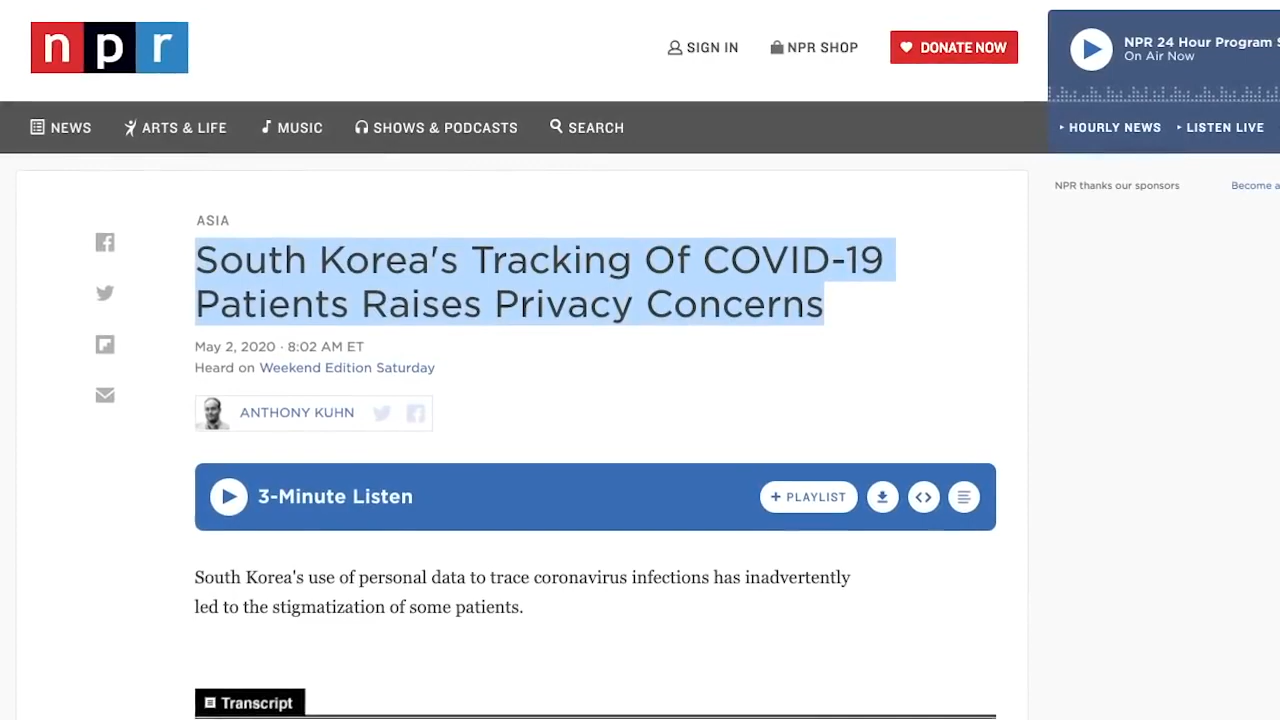 npr
SIGN IN
NPR SHOP
DONATE NOW
NPR 24 Hour Program S
On Air Now
NEWS
ARTS & LIFE
MUSIC
SHOWS & PODCASTS
SEARCH
HOURLY NEWS
LISTEN LIVE
NPR thanks our sponsors
Become a
ASIA
South Korea's Tracking Of COVID-19
Patients Raises Privacy Concerns
May 2, 2020 · 8:02 AM ET
Heard on Weekend Edition Saturday
ANTHONY KUHN
3-Minute Listen
+ PLAYLIST
South Korea's use of personal data to trace coronavirus infections has inadvertently
led to the stigmatization of some patients.
Transcript